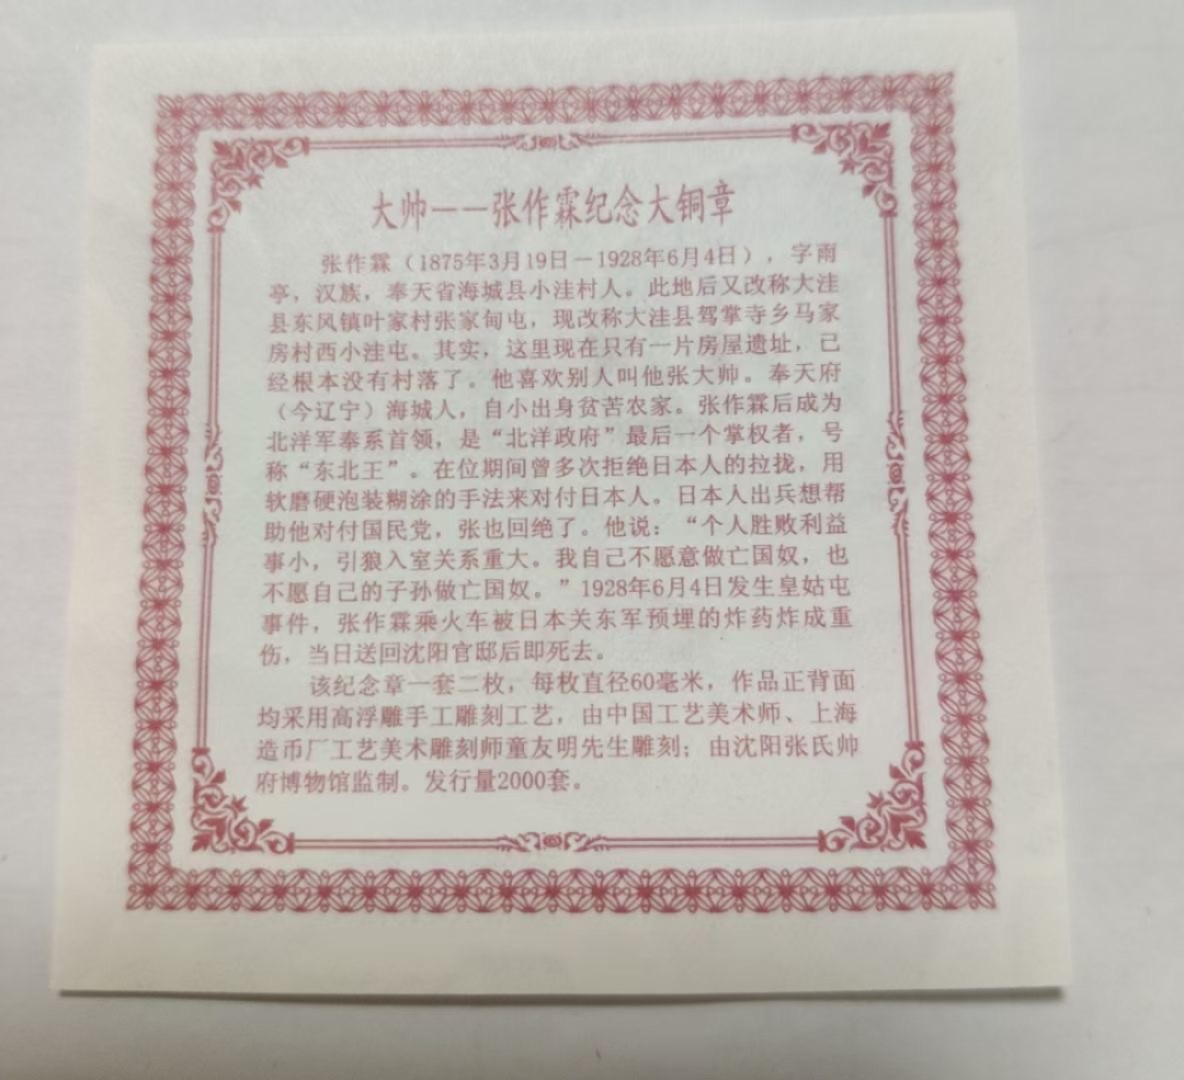 大帅——张作霖纪念大铜章
张作霖（1875年3月19日－1928年6月4日），字雨
亭，汉族，奉天省海城县小洼村人。此地后又改称大洼
县东风镇叶家村张家甸屯，现改称大洼县驾掌寺乡马家
房村西小洼屯。其实，这里现在只有一片房屋遗址，已
经根本没有村落了。他喜欢别人叫他张大帅。奉天府
（今辽宁）海城人，自小出身贫苦农家。张作霖后成为
北洋军奉系首领，是“北洋政府”最后一个掌权者，号
称“东北王”。在位期间曾多次拒绝日本人的拉拢，用
软磨硬泡装糊涂的手法来对付日本人。日本人出兵想帮
助他对付国民党，张也回绝了。他说：“个人胜败利益
事小，引狼入室关系重大。我自己不愿意做亡国奴，也
不愿自己的子孙做亡国奴。”1928年6月4日发生皇姑屯
事件，张作霖乘火车被日本关东军预埋的炸药炸成重
伤，当日送回沈阳官邸后即死去。
该纪念章一套二枚，每枚直径60毫米，作品正背面
均采用高浮雕手工雕刻工艺，由中国工艺美术师、上海
造币厂工艺美术雕刻师童友明先生雕刻；由沈阳张氏帅
府博物馆监制。发行量2000套。